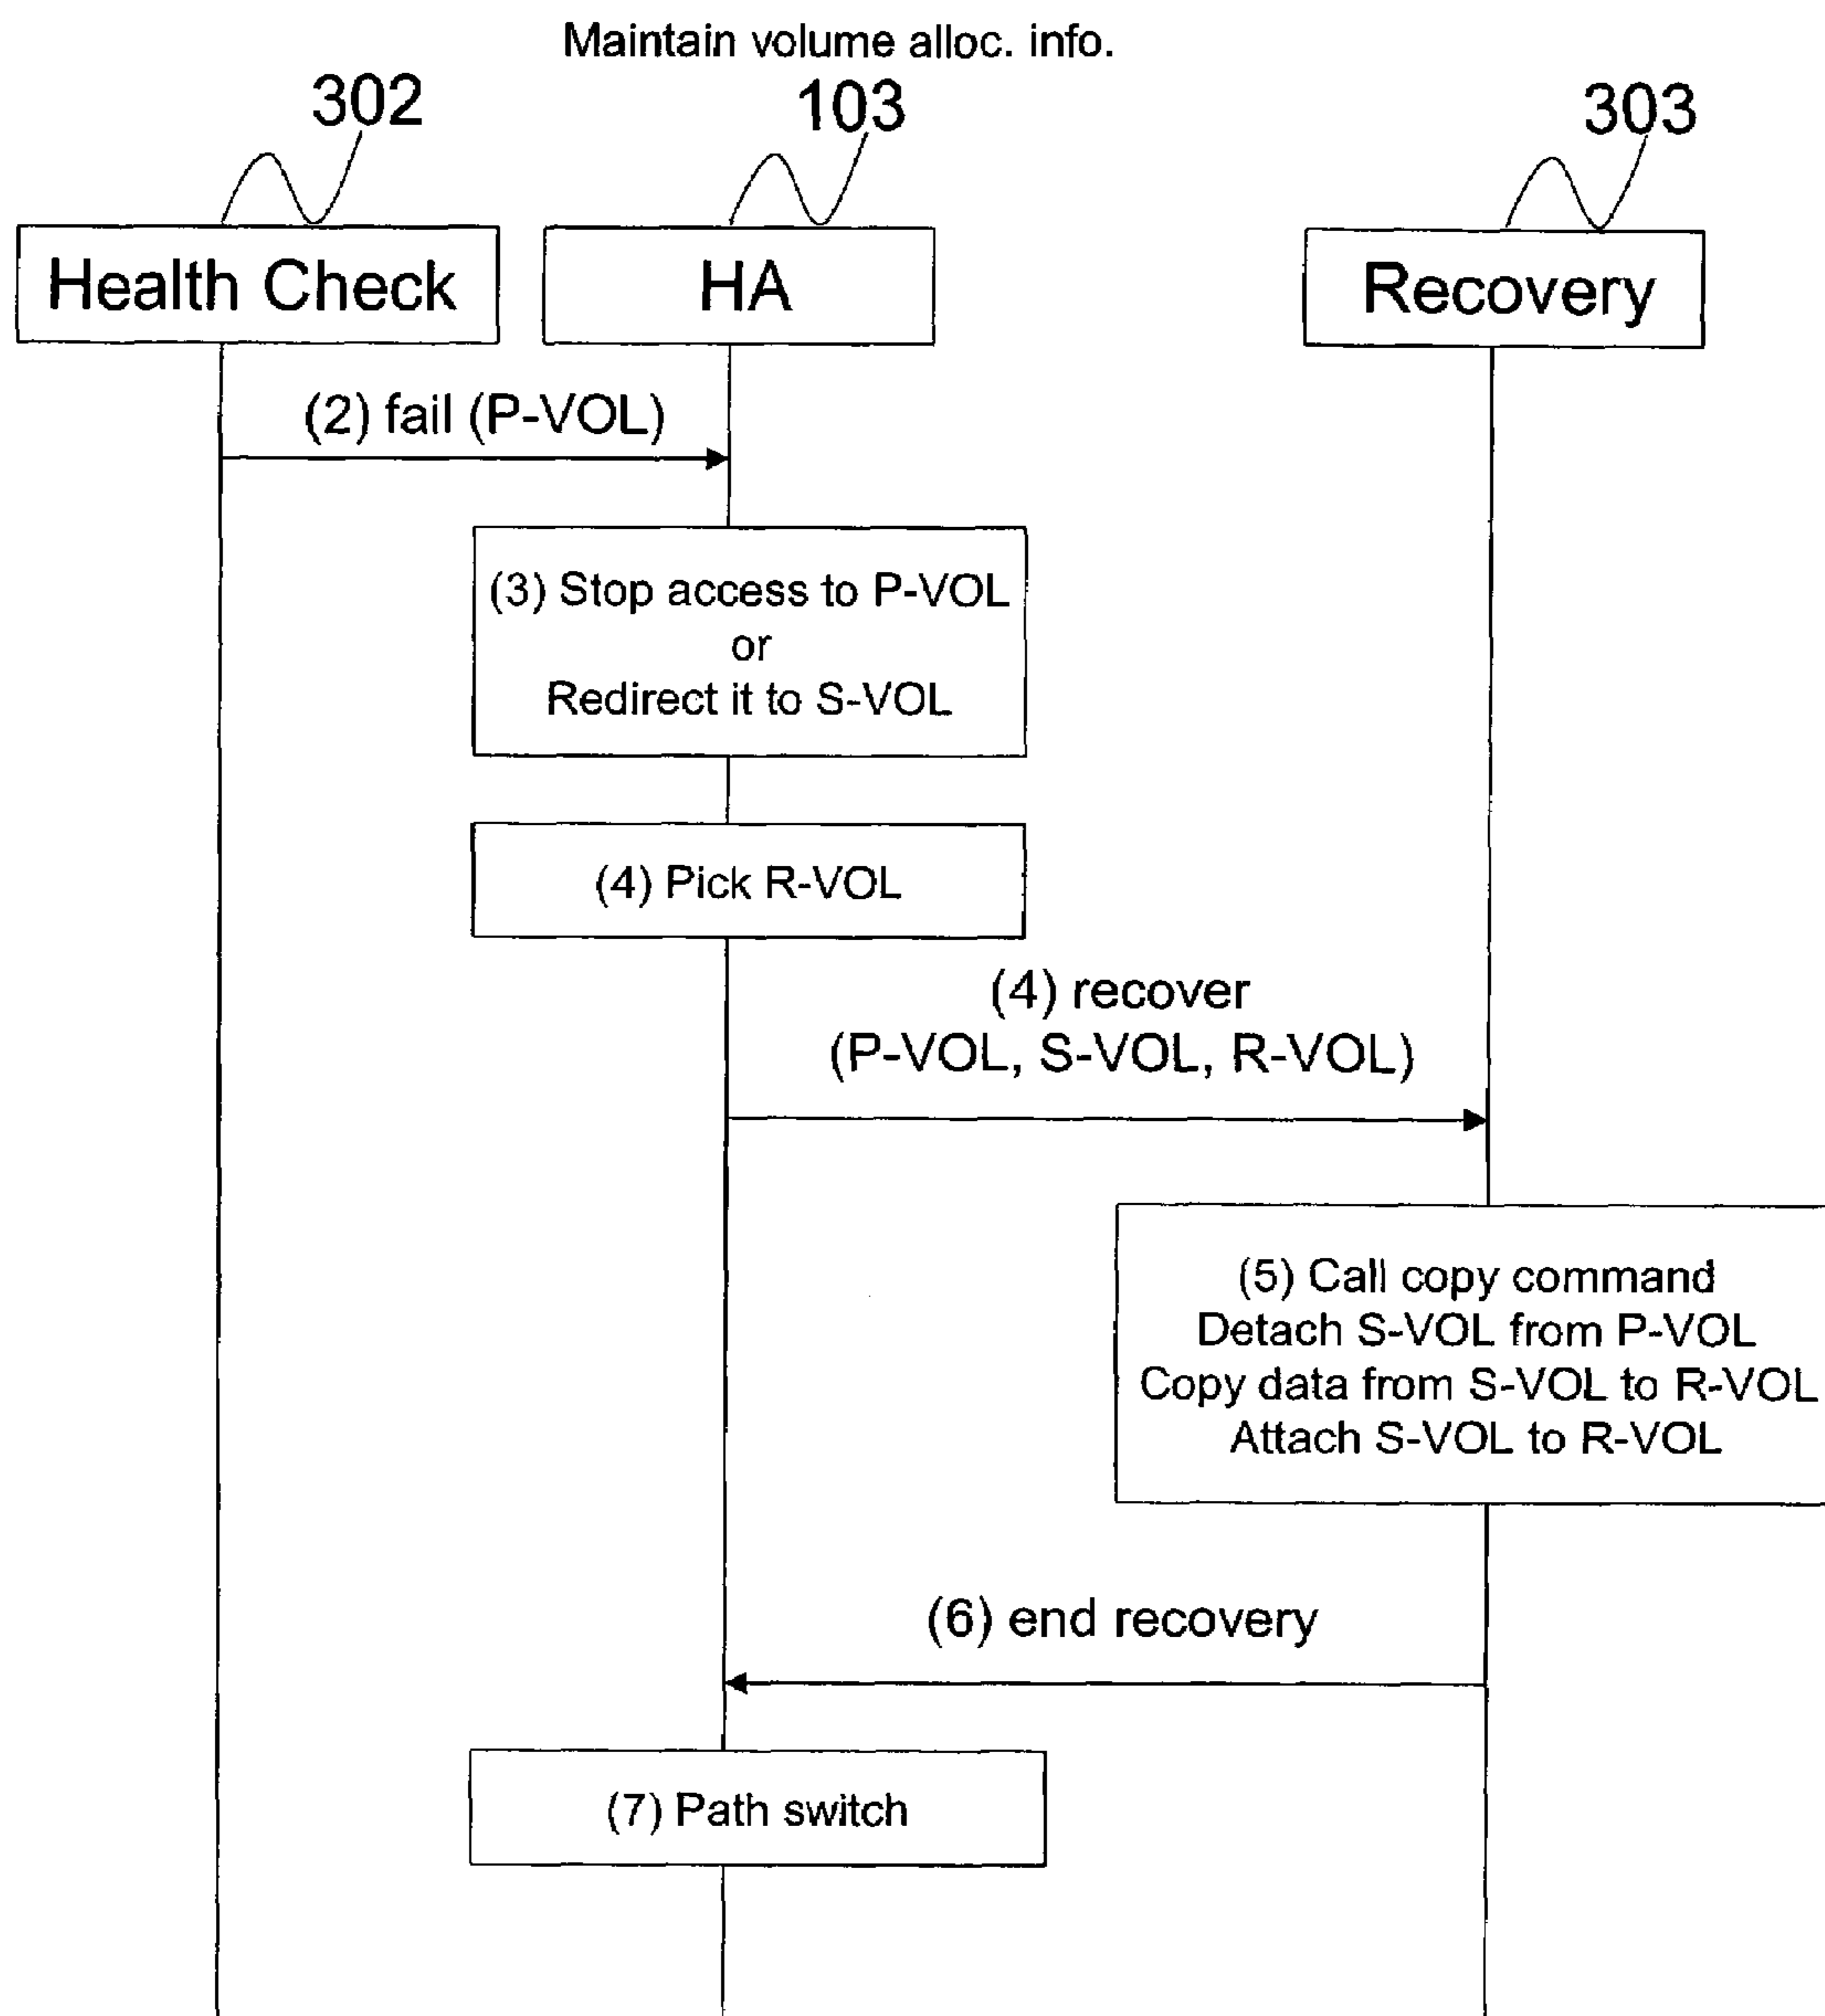 Maintain volume alloc. info.
302
103
303
Health Check
HA
Recovery
(2) fail (P-VOL)
(3) Stop access to P-VOL
or
Redirect it to S-VOL
(4) Pick R-VOL
(4) recover
(P-VOL, S-VOL, R-VOL)
(5) Call copy command
Detach S-VOL from P-VOL
Copy data from S-VOL to R-VOL
Attach S-VOL to R-VOL
(6) end recovery
(7) Path switch